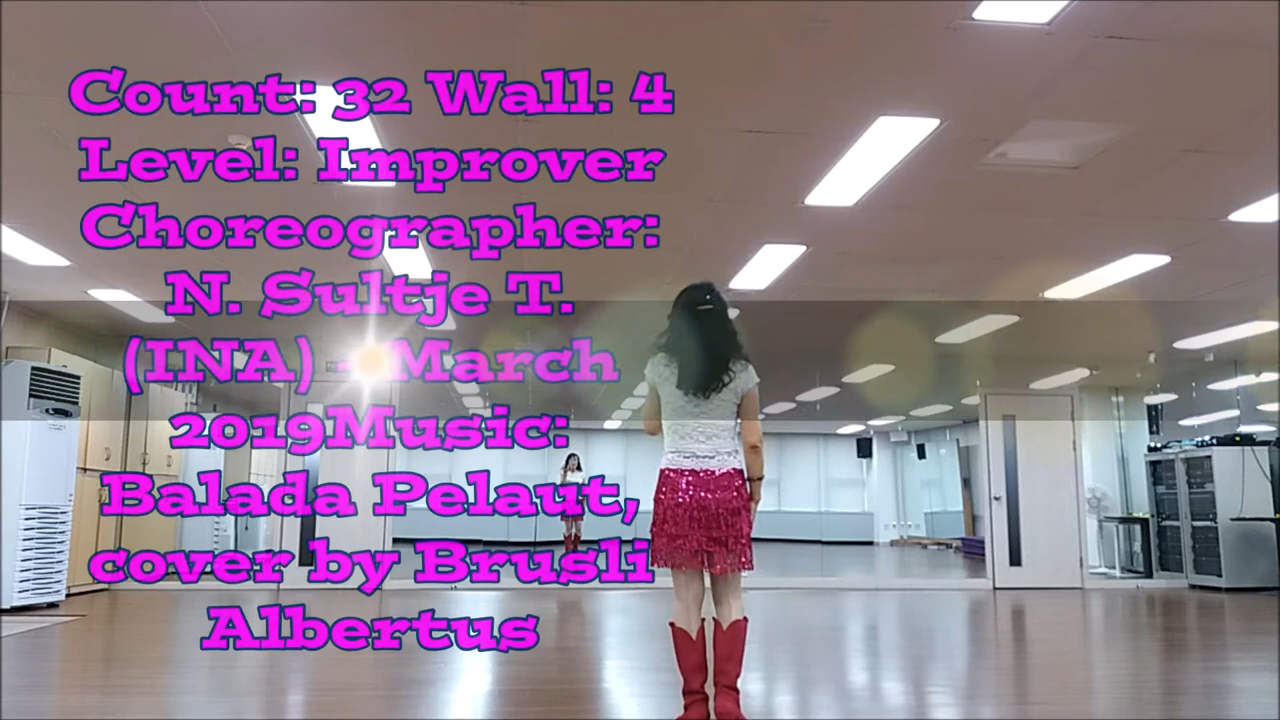 Count: 32 Wall: 4
Level: Improver
Choreographer:
N. Sultje T.
(INA) - March
2019Music:
Balada Pelaut,
cover by Brusli
Albertus